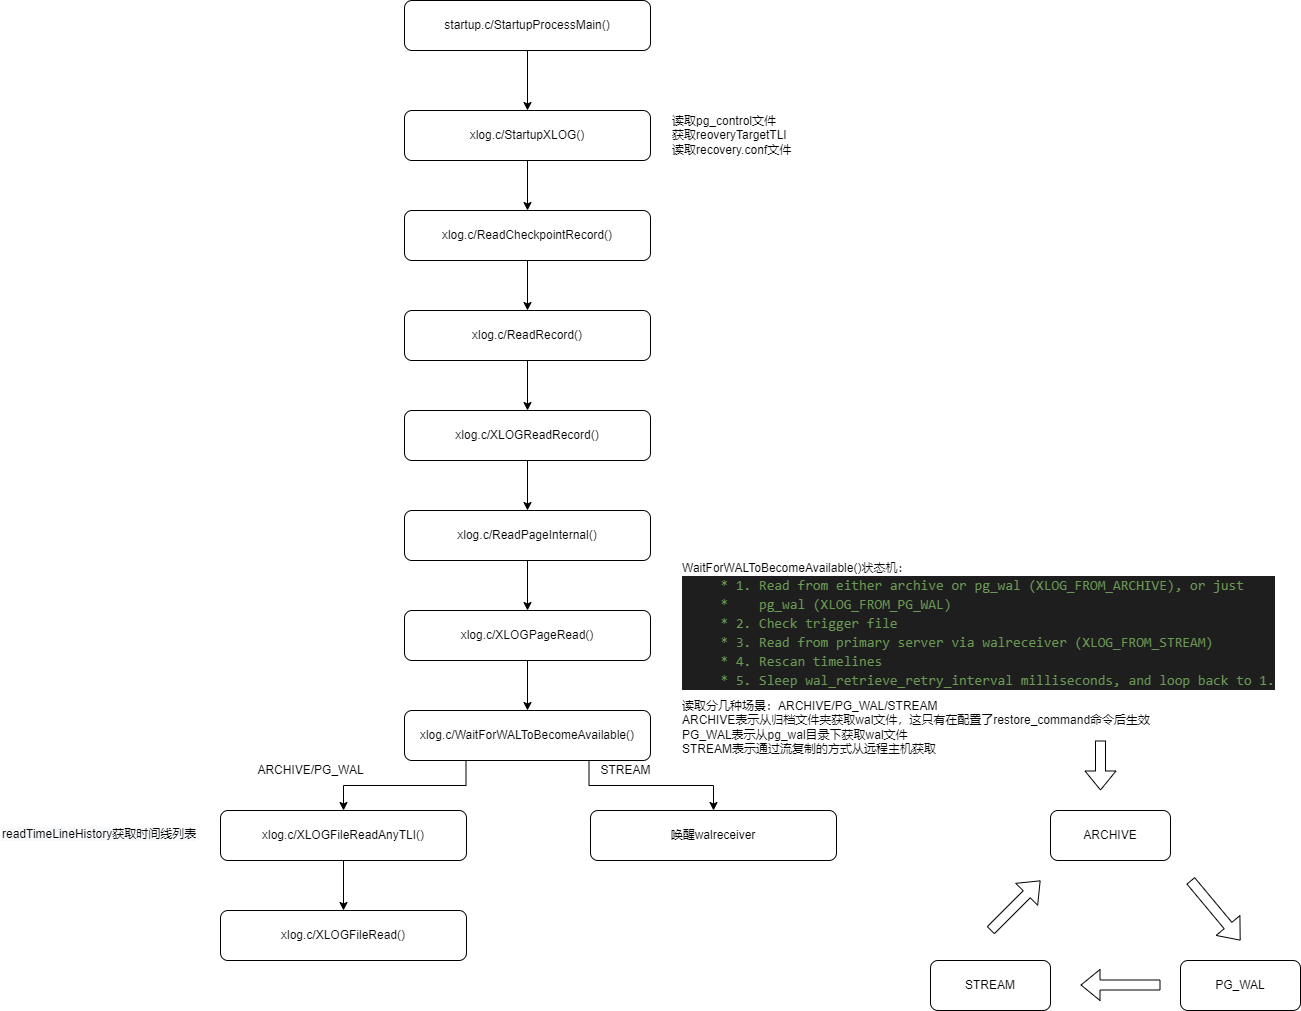 startup.c/StartupProcessMain()
xlog.c/StartupXLOG()
读取pg_control文件
获取reoveryTargetTLI
读取recovery.conf文件
xlog.c/ReadCheckpointRecord()
xlog.c/ReadRecord()
xlog.c/XLOGReadRecord()
xlog.c/ReadPageInternal()
xlog.c/XLOGPageRead()
xlog.c/WaitForWALToBecomeAvailable()
WaitForWALToBecomeAvailable()状态机：
* 1. Read from either archive or pg_wal (XLOG_FROM_ARCHIVE), or just
* pg_wal (XLOG_FROM_PG_WAL)
* 2. Check trigger file
* 3. Read from primary server via walreceiver (XLOG_FROM_STREAM)
* 4. Rescan timelines
* 5. Sleep wal_retrieve_retry_interval milliseconds, and loop back to 1.
读取分几种场景：ARCHIVE/PG_WAL/STREAM
ARCHIVE表示从归档文件夹获取wal文件，这只有在配置了restore_command命令后生效
PG_WAL表示从pg_wal目录下获取wal文件
STREAM表示通过流复制的方式从远程主机获取
ARCHIVE/PG_WAL
STREAM
readTimeLineHistory获取时间线列表
xlog.c/XLOGFileReadAnyTLI()
唤醒walreceiver
xlog.c/XLOGFileRead()
ARCHIVE
STREAM
PG_WAL